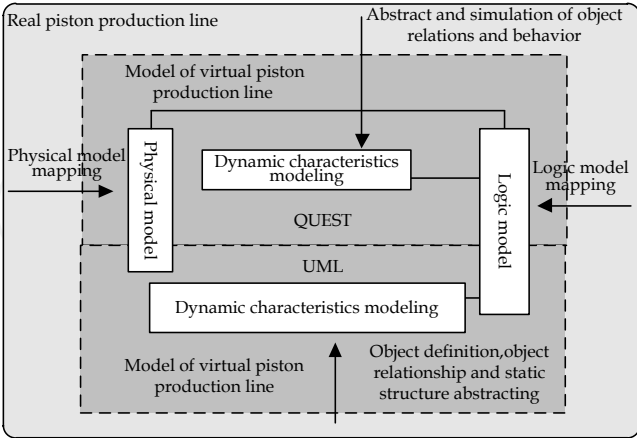 Real piston production line
Abstract and simulation of object
relations and behavior
Model of virtual piston
production line
Physical model
mapping
Physical model
Dynamic characteristics
modeling
Logic model
Logic model
mapping
QUEST
UML
Dynamic characteristics modeling
Model of virtual piston
production line
Object definition,object
relationship and static
structure abstracting